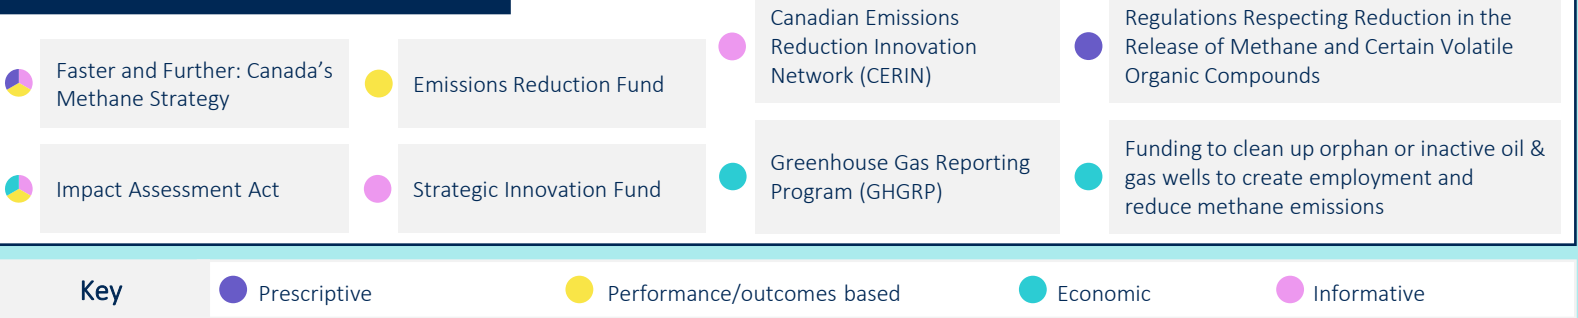 Faster and Further: Canada's
Methane Strategy
Impact Assessment Act
Emissions Reduction Fund
Strategic Innovation Fund
Canadian Emissions
Reduction Innovation
Network (CERIN)
Greenhouse Gas Reporting
Program (GHGRP)
Regulations Respecting Reduction in the
Release of Methane and Certain Volatile
Organic Compounds
Funding to clean up orphan or inactive oil &
gas wells to create employment and
reduce methane emissions
Key
Prescriptive
Performance/outcomes based
Economic
Informative